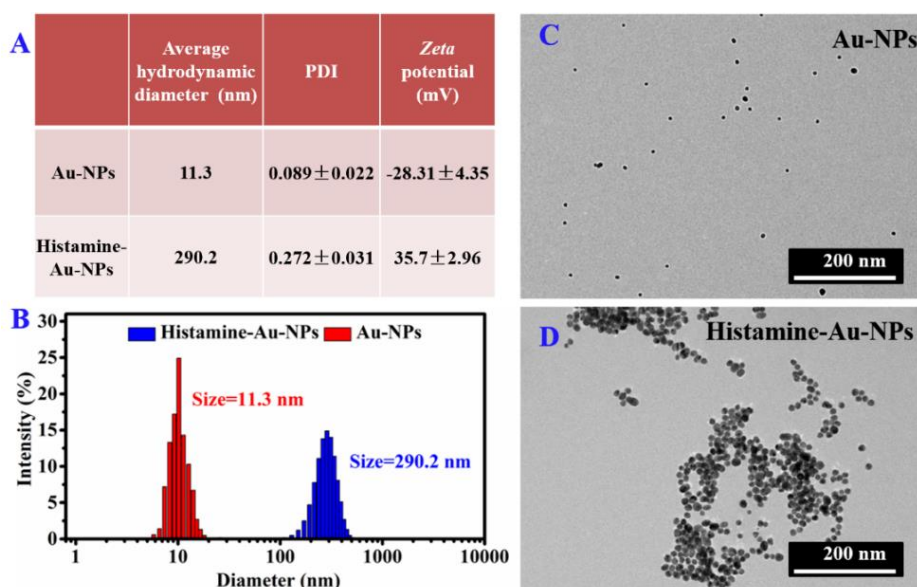 A
Average
hydrodynamic
diameter (nm)
PDI
Zeta
potential
(mV)
Au-NPs
11.3
0.089±0.022
-28.31±4.35
Histamine-
Au-NPs
290.2
0.272±0.031
35.7±2.96
B
30
25
20
15
10
5
0
Intensity (%)
Histamine-Au-NPs
Au-NPs
Size=11.3 nm
Size=290.2 nm
1
10
100
1000
10000
Diameter (nm)
C
Au-NPs
200 nm
D
Histamine-Au-NPs
200 nm